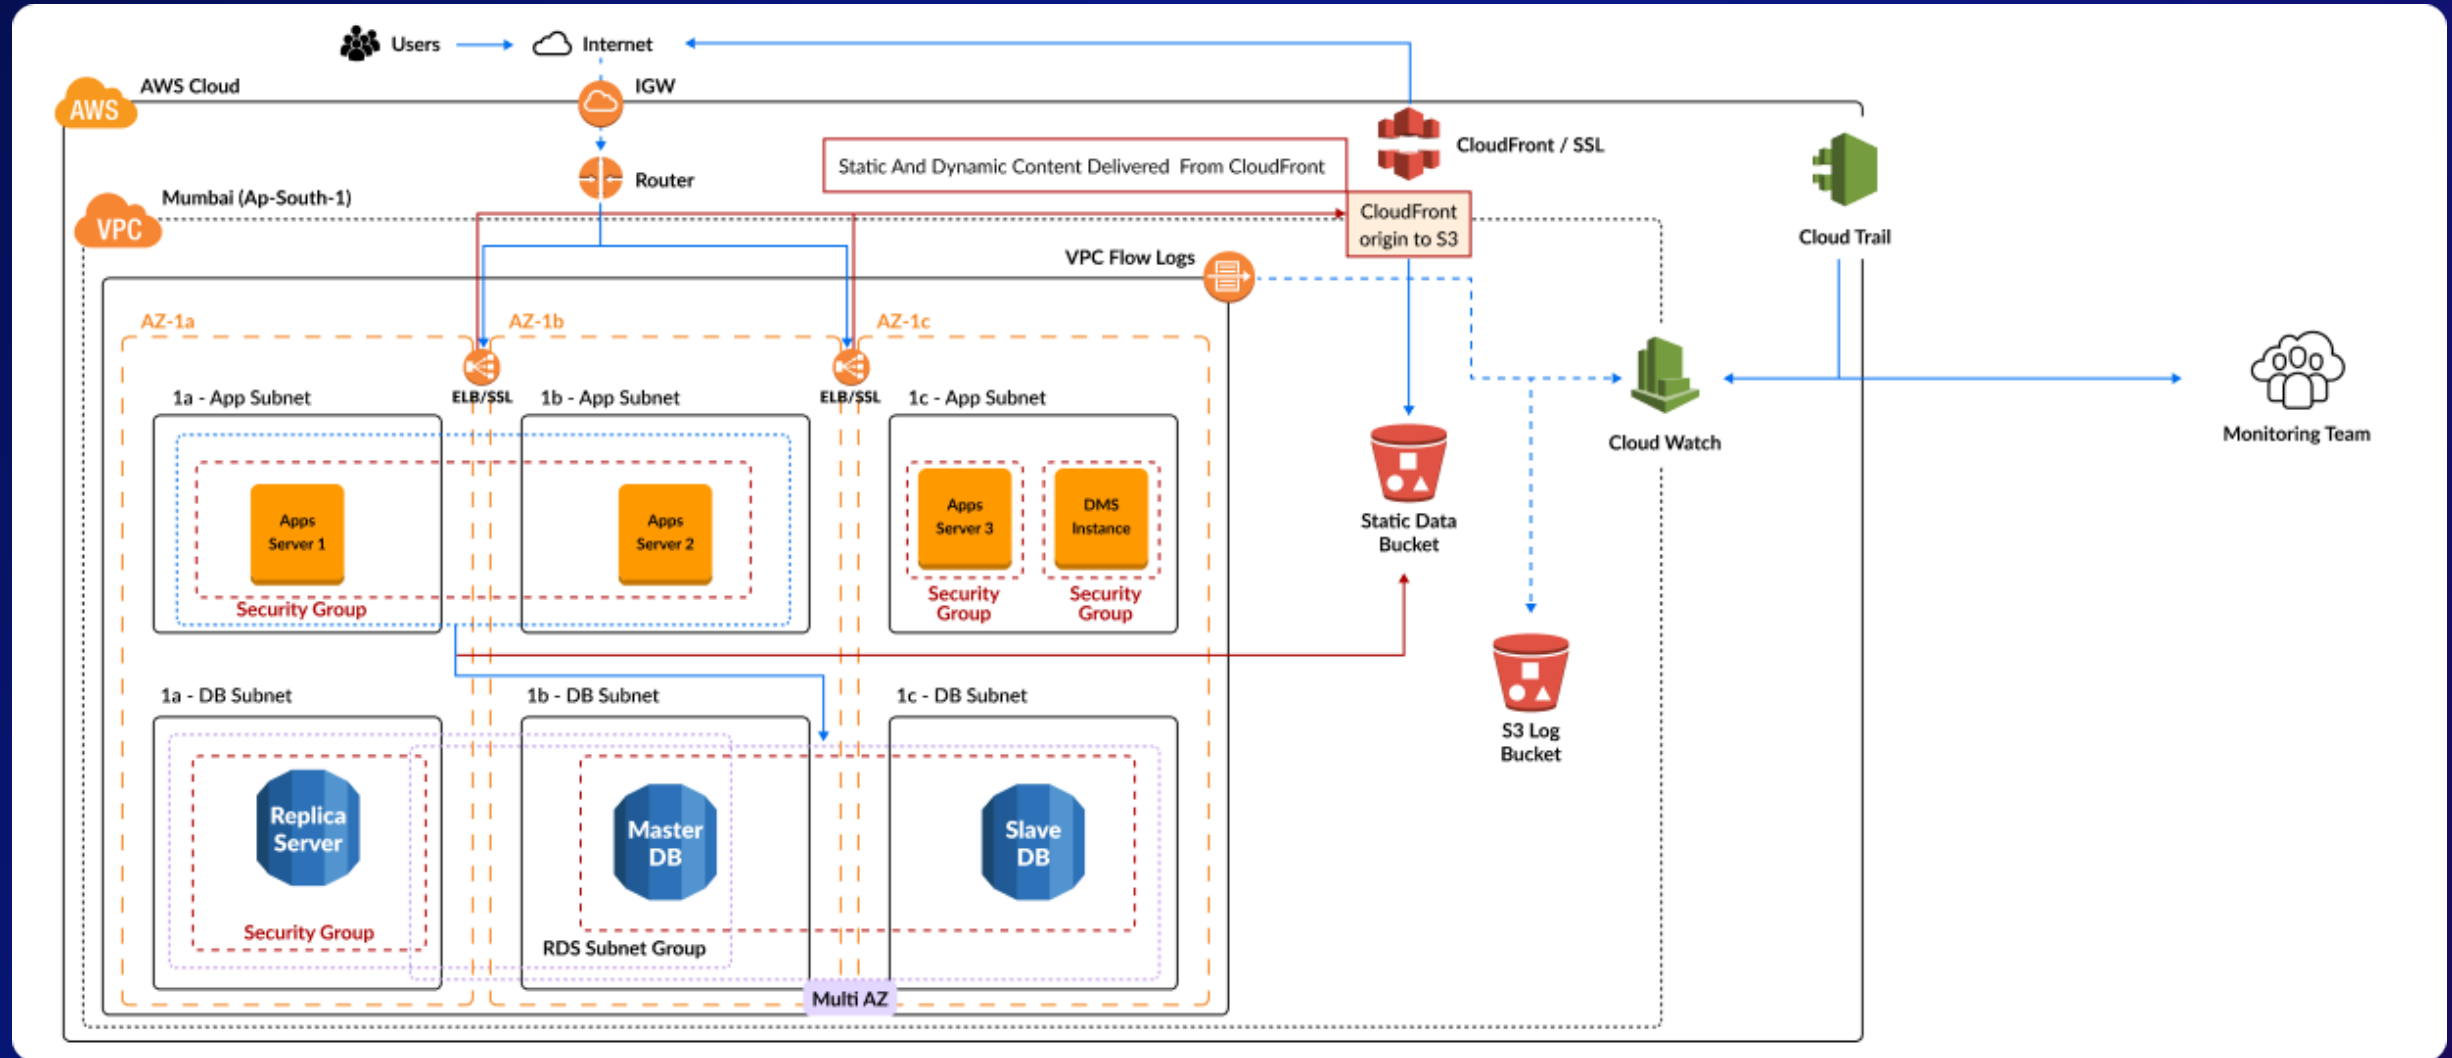 Users
Internet
AWS Cloud
IGW
AWS
CloudFront / SSL
Static And Dynamic Content Delivered From CloudFront
Router
Mumbai (Ap-South-1)
VPC
CloudFront
origin to S3
Cloud Trail
VPC Flow Logs
AZ-1a
AZ-1b
AZ-1c
ELB/SSL
ELB/SSL
1a - App Subnet
1b - App Subnet
1c - App Subnet
Cloud Watch
Monitoring Team
Apps
Server 1
Apps
Server 2
Apps
Server 3
DMS
Instance
Static Data
Bucket
Security Group
Security
Group
Security
Group
1a - DB Subnet
1b - DB Subnet
1c - DB Subnet
S3 Log
Bucket
Replica
Server
Master
DB
Slave
DB
Security Group
RDS Subnet Group
Multi AZ